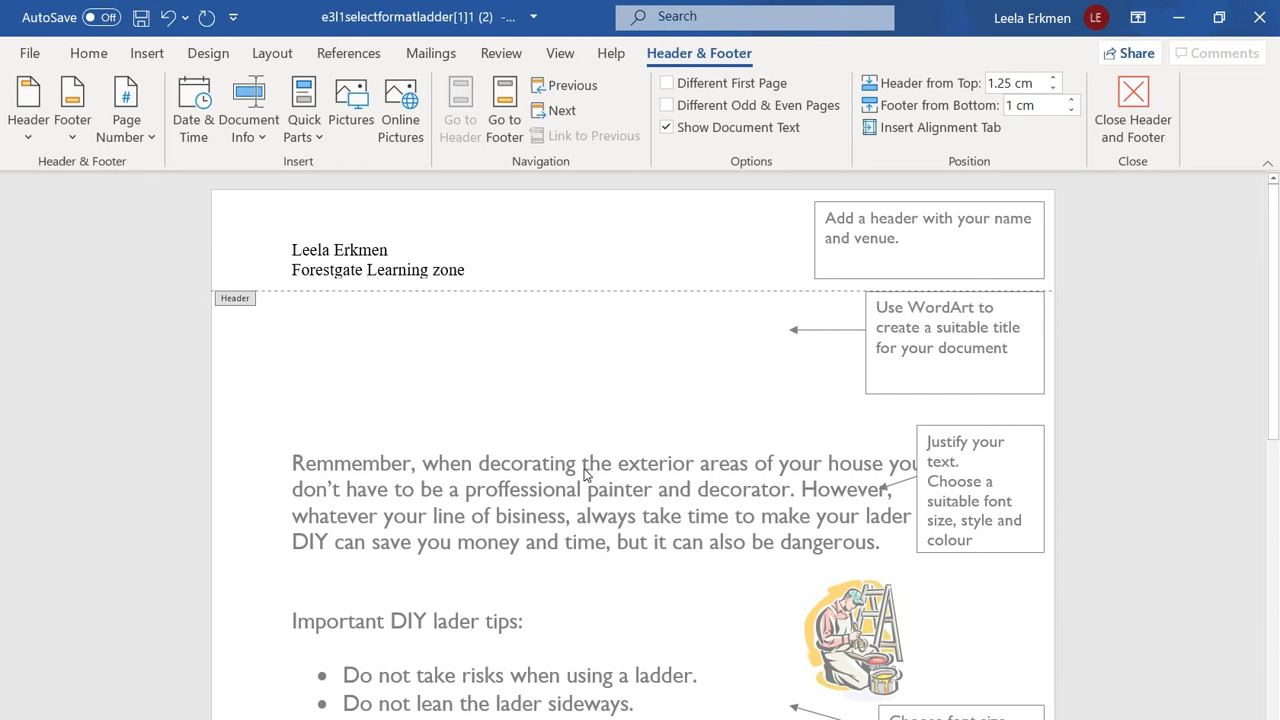 AutoSave Off e3l1selectformatladder[1]1 (2) -... Search Leela Erkmen LE
File Home Insert Design Layout References Mailings Review View Help Header & Footer Share Comments
Header Footer Page Number Date & Time Document Info Quick Parts Pictures Online Pictures Go to Header Go to Footer
Previous
Next
Link to Previous
Different First Page
Different Odd & Even Pages
Show Document Text
Header from Top: 1.25 cm
Footer from Bottom: 1 cm
Insert Alignment Tab
Close Header and Footer
Header & Footer Insert Navigation Options Position Close
Add a header with your name
and venue.
Leela Erkmen
Forestgate Learning zone
Header
Use WordArt to
create a suitable title
for your document
Remmember, when decorating the exterior areas of your house you
don’t have to be a proffessional painter and decorator. However,
whatever your line of bisiness, always take time to make your lader
DIY can save you money and time, but it can also be dangerous.
Justify your
text.
Choose a
suitable font
size, style and
colour
Important DIY lader tips:
• Do not take risks when using a ladder.
• Do not lean the lader sideways.
Choose font size